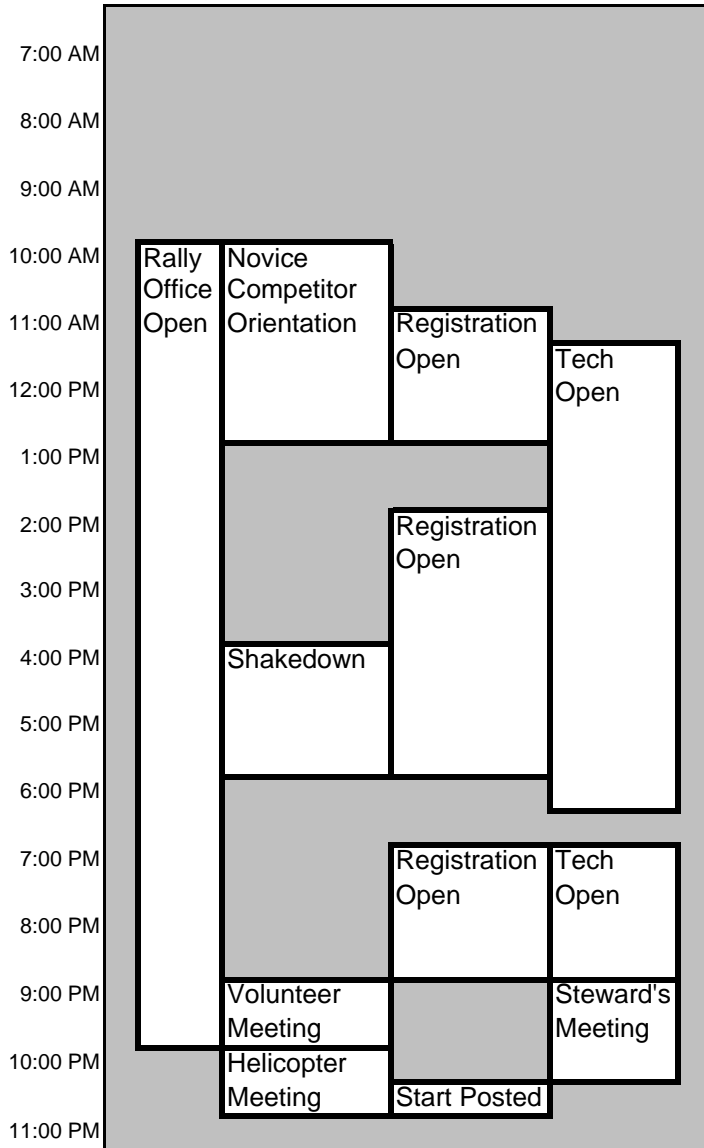 7:00 AM
8:00 AM
9:00 AM
10:00 AM
Rally
Office
Open
Novice
Competitor
Orientation
11:00 AM
Registration
Open
Tech
Open
12:00 PM
1:00 PM
2:00 PM
Registration
Open
3:00 PM
4:00 PM
Shakedown
5:00 PM
6:00 PM
7:00 PM
Registration
Open
Tech
Open
8:00 PM
9:00 PM
Volunteer
Meeting
Steward's
Meeting
10:00 PM
Helicopter
Meeting
Start Posted
11:00 PM